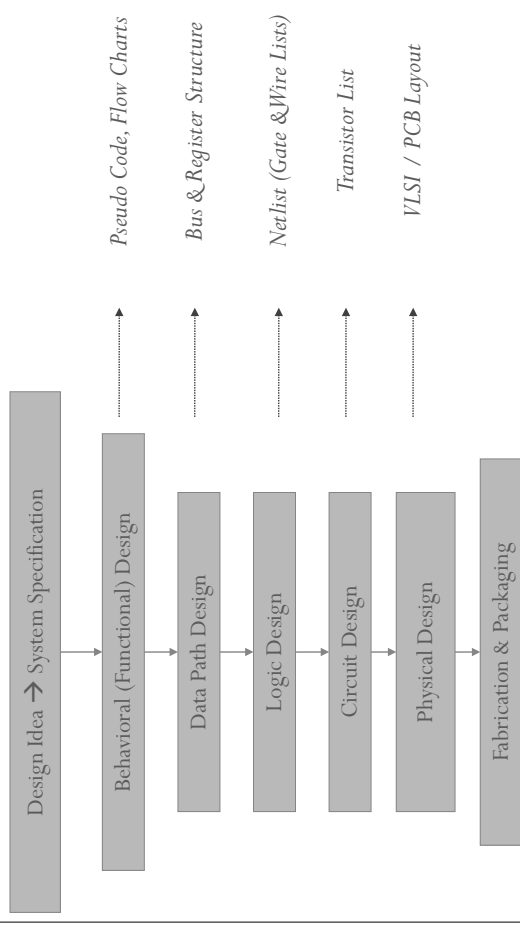 Design Idea → System Specification
Behavioral (Functional) Design
Pseudo Code, Flow Charts
Data Path Design
Bus & Register Structure
Logic Design
Netlist (Gate & Wire Lists)
Circuit Design
Transistor List
Physical Design
VLSI / PCB Layout
Fabrication & Packaging